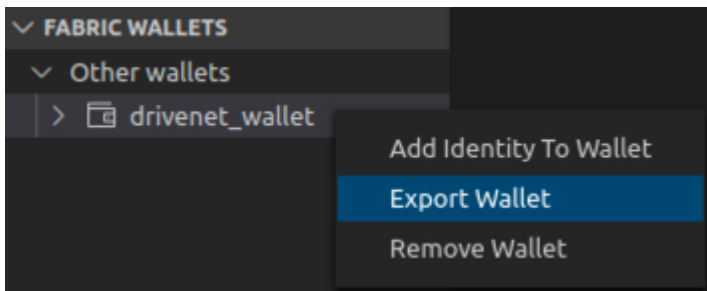 FABRIC WALLETS
Other wallets
drivenet_wallet
Add Identity To Wallet
Export Wallet
Remove Wallet